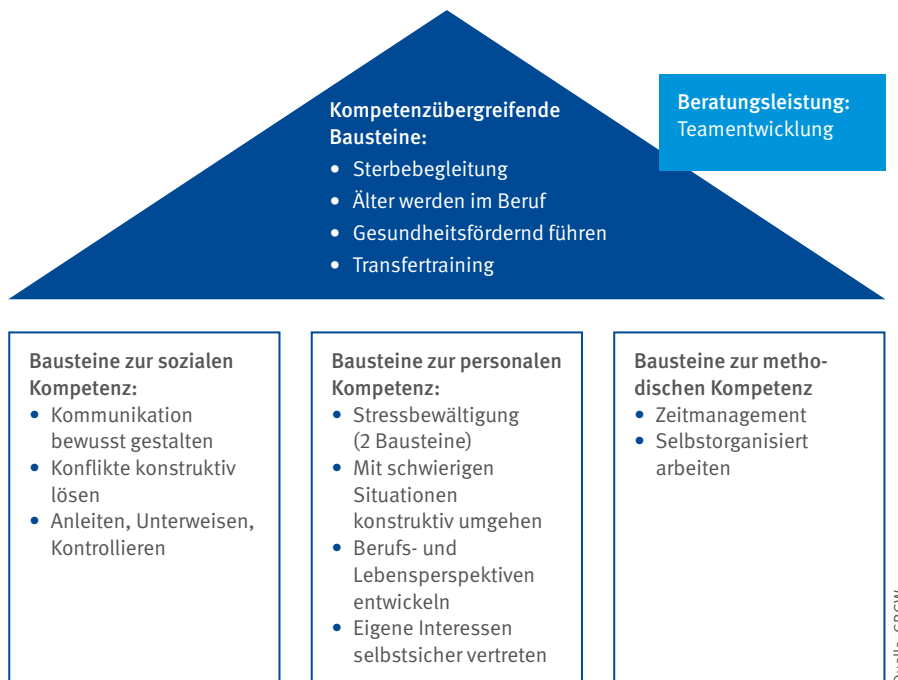 Kompetenzübergreifende
Bausteine:
• Sterbebegleitung
• Älter werden im Beruf
• Gesundheitsfördernd führen
• Transfertraining
Beratungsleistung:
Teamentwicklung
Bausteine zur sozialen
Kompetenz:
• Kommunikation
bewusst gestalten
• Konflikte konstruktiv
lösen
• Anleiten, Unterweisen,
Kontrollieren
Bausteine zur personalen
Kompetenz:
• Stressbewältigung
(2 Bausteine)
• Mit schwierigen
Situationen
konstruktiv umgehen
• Berufs- und
Lebensperspektiven
entwickeln
• Eigene Interessen
selbstsicher vertreten
Bausteine zur metho-
dischen Kompetenz
• Zeitmanagement
• Selbstorganisiert
arbeiten